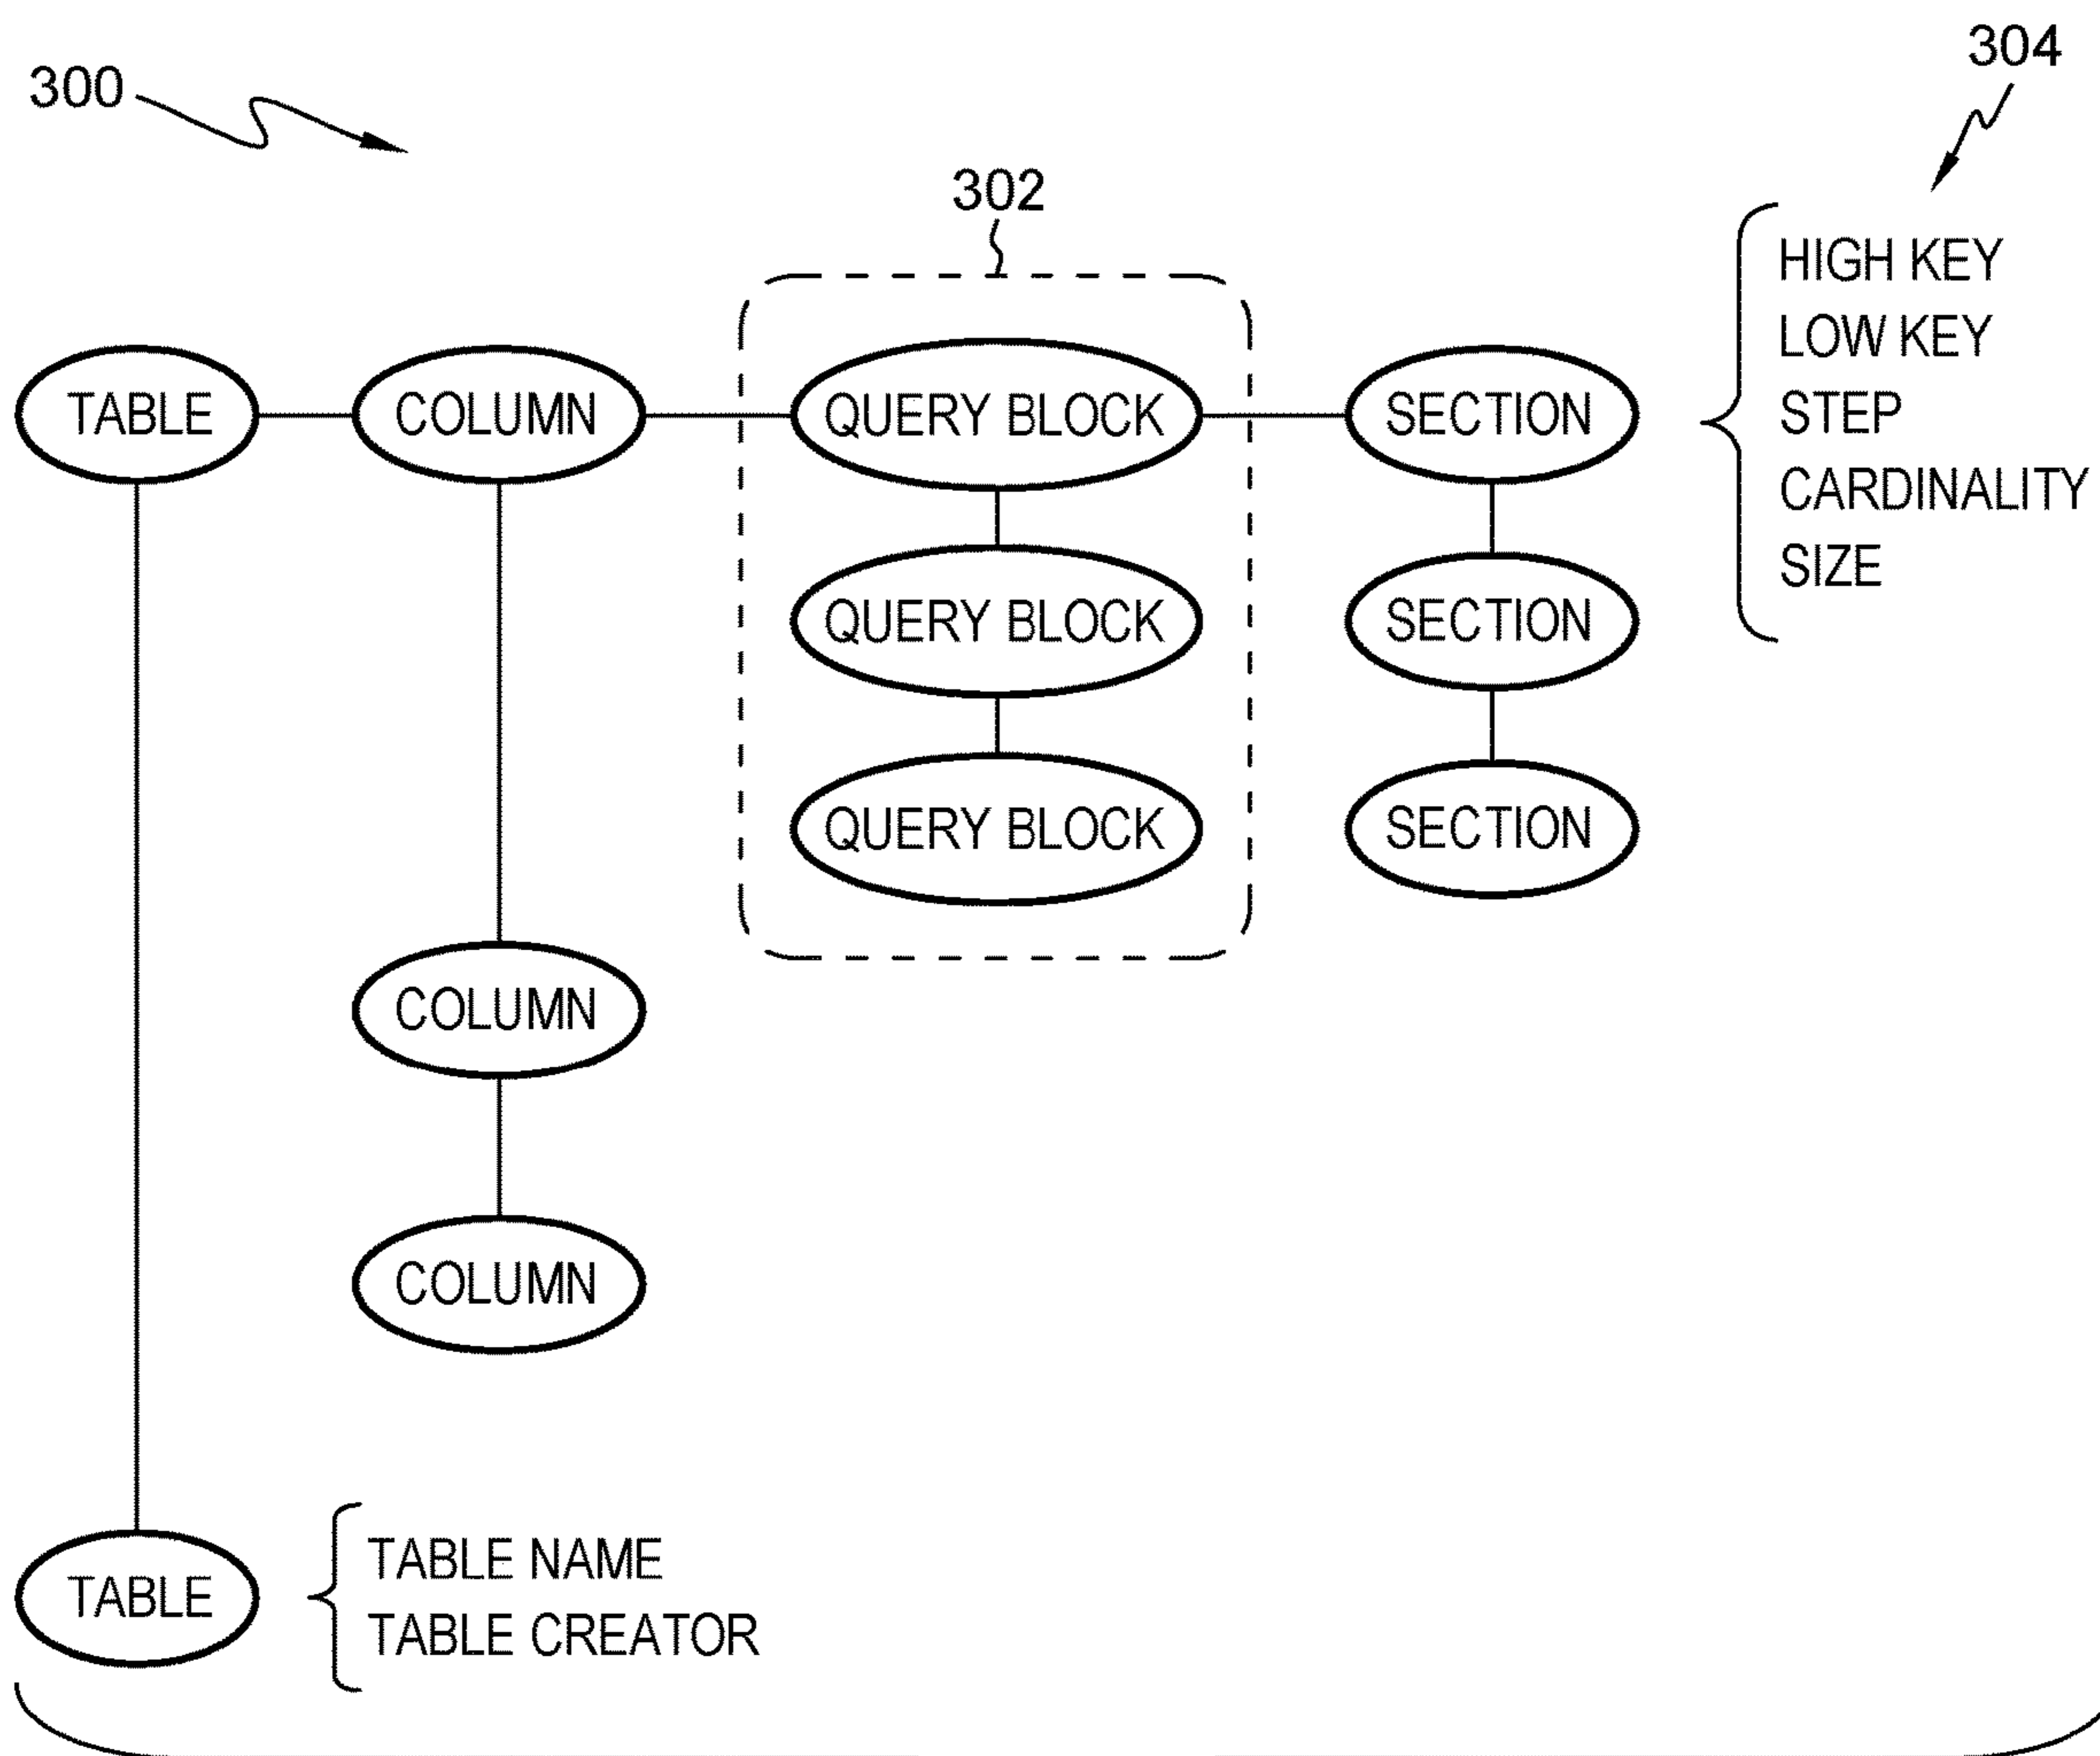 304
300
302
HIGH KEY
LOW KEY
TABLE
COLUMN
QUERY BLOCK
SECTION
STEP
CARDINALITY
SIZE
QUERY BLOCK
SECTION
QUERY BLOCK
SECTION
COLUMN
COLUMN
TABLE
TABLE NAME
TABLE CREATOR